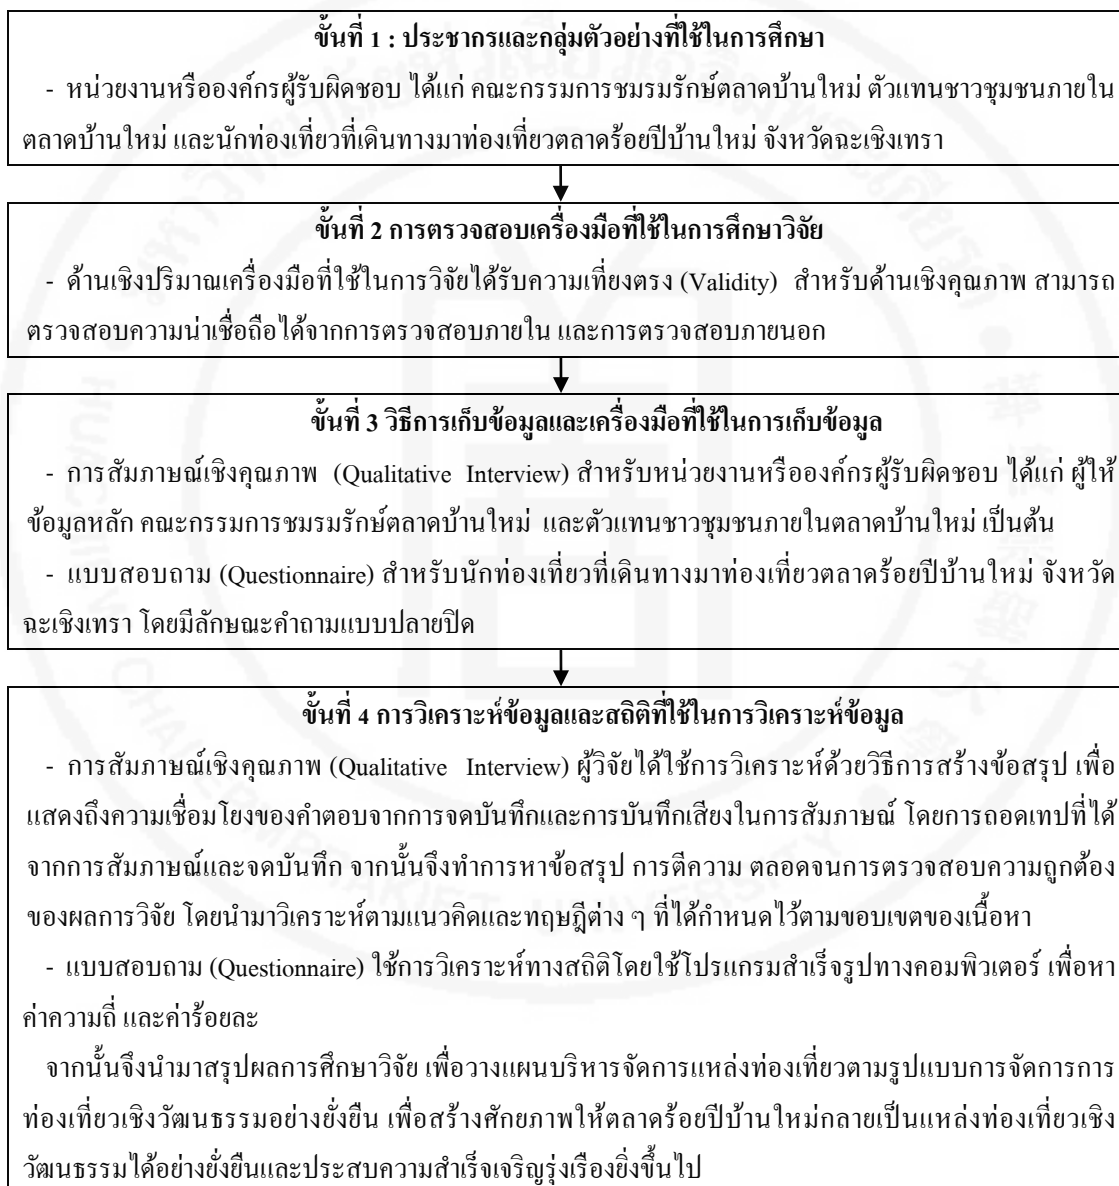 ขั้นที่ 1 : ประชากรและกลุ่มตัวอย่างที่ใช้ในการศึกษา
- หน่วยงานหรือองค์กรผู้รับผิดชอบ ได้แก่ คณะกรรมการชมรมรักษ์ตลาดบ้านใหม่ ตัวแทนชาวชุมชนภายใน
ตลาดบ้านใหม่ และนักท่องเที่ยวที่เดินทางมาท่องเที่ยวตลาดร้อยปีบ้านใหม่ จังหวัดฉะเชิงเทรา
ขั้นที่ 2 การตรวจสอบเครื่องมือที่ใช้ในการศึกษาวิจัย
- ด้านเชิงปริมาณเครื่องมือที่ใช้ในการวิจัยได้รับความเที่ยงตรง (Validity) สำหรับด้านเชิงคุณภาพ สามารถ
ตรวจสอบความน่าเชื่อถือได้จากการตรวจสอบภายใน และการตรวจสอบภายนอก
ขั้นที่ 3 วิธีการเก็บข้อมูลและเครื่องมือที่ใช้ในการเก็บข้อมูล
- การสัมภาษณ์เชิงคุณภาพ (Qualitative Interview) สำหรับหน่วยงานหรือองค์กรผู้รับผิดชอบ ได้แก่ ผู้ให้
ข้อมูลหลัก คณะกรรมการชมรมรักษ์ตลาดบ้านใหม่ และตัวแทนชาวชุมชนภายในตลาดบ้านใหม่ เป็นต้น
- แบบสอบถาม (Questionnaire) สำหรับนักท่องเที่ยวที่เดินทางมาท่องเที่ยวตลาดร้อยปีบ้านใหม่ จังหวัด
ฉะเชิงเทรา โดยมีลักษณะคำถามแบบปลายปิด
ขั้นที่ 4 การวิเคราะห์ข้อมูลและสถิติที่ใช้ในการวิเคราะห์ข้อมูล
- การสัมภาษณ์เชิงคุณภาพ (Qualitative Interview) ผู้วิจัยได้ใช้การวิเคราะห์ด้วยวิธีการสร้างข้อสรุป เพื่อ
แสดงถึงความเชื่อมโยงของคำตอบจากการจดบันทึกและการบันทึกเสียงในการสัมภาษณ์ โดยการถอดเทปที่ได้
จากการสัมภาษณ์และจดบันทึก จากนั้นจึงทำการหาข้อสรุป การตีความ ตลอดจนการตรวจสอบความถูกต้อง
ของผลการวิจัย โดยนำมาวิเคราะห์ตามแนวคิดและทฤษฎีต่าง ๆ ที่ได้กำหนดไว้ตามขอบเขตของเนื้อหา
- แบบสอบถาม (Questionnaire) ใช้การวิเคราะห์ทางสถิติโดยใช้โปรแกรมสำเร็จรูปทางคอมพิวเตอร์ เพื่อหา
ค่าความถี่ และค่าร้อยละ
จากนั้นจึงนำมาสรุปผลการศึกษาวิจัย เพื่อวางแผนบริหารจัดการแหล่งท่องเที่ยวตามรูปแบบการจัดการการ
ท่องเที่ยวเชิงวัฒนธรรมอย่างยั่งยืน เพื่อสร้างศักยภาพให้ตลาดร้อยปีบ้านใหม่กลายเป็นแหล่งท่องเที่ยวเชิง
วัฒนธรรมได้อย่างยั่งยืนและประสบความสำเร็จเจริญรุ่งเรืองยิ่งขึ้นไป